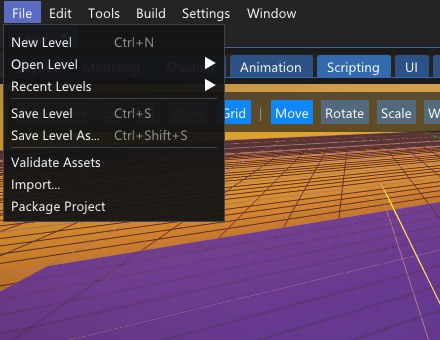 File Edit Tools Build Settings Window
New Level Ctrl+N
Open Level
Recent Levels
Save Level Ctrl+S
Save Level As... Ctrl+Shift+S
Validate Assets
Import...
Package Project
Modeling Animation Scripting UI
Grid | Move Rotate Scale